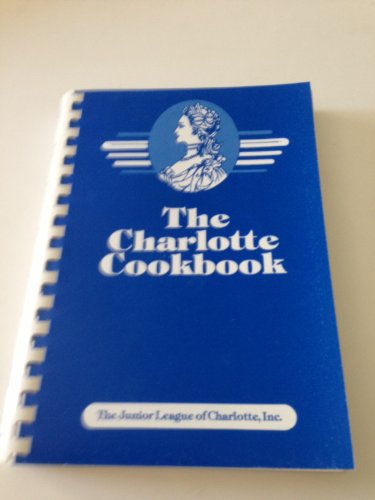 The
Charlotte
Cookbook
The Junior League of Charlotte, Inc.